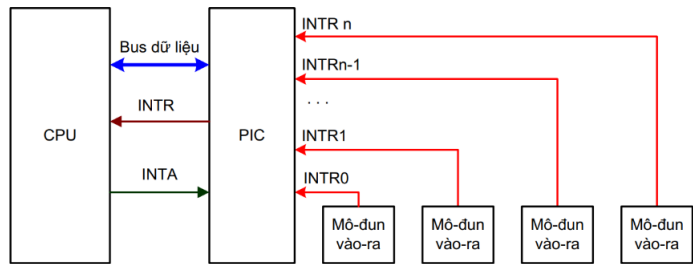 INTR n
Bus dữ liệu
INTRn-1
INTR
. . .
CPU
PIC
INTR1
INTA
INTR0
Mô-đun
vào-ra
Mô-đun
vào-ra
Mô-đun
vào-ra
Mô-đun
vào-ra